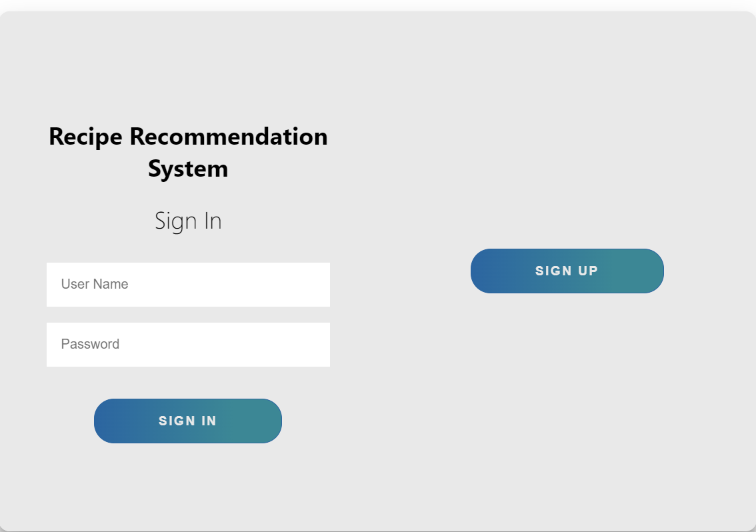 Recipe Recommendation
System
Sign In
User Name
Password
SIGN IN
SIGN UP